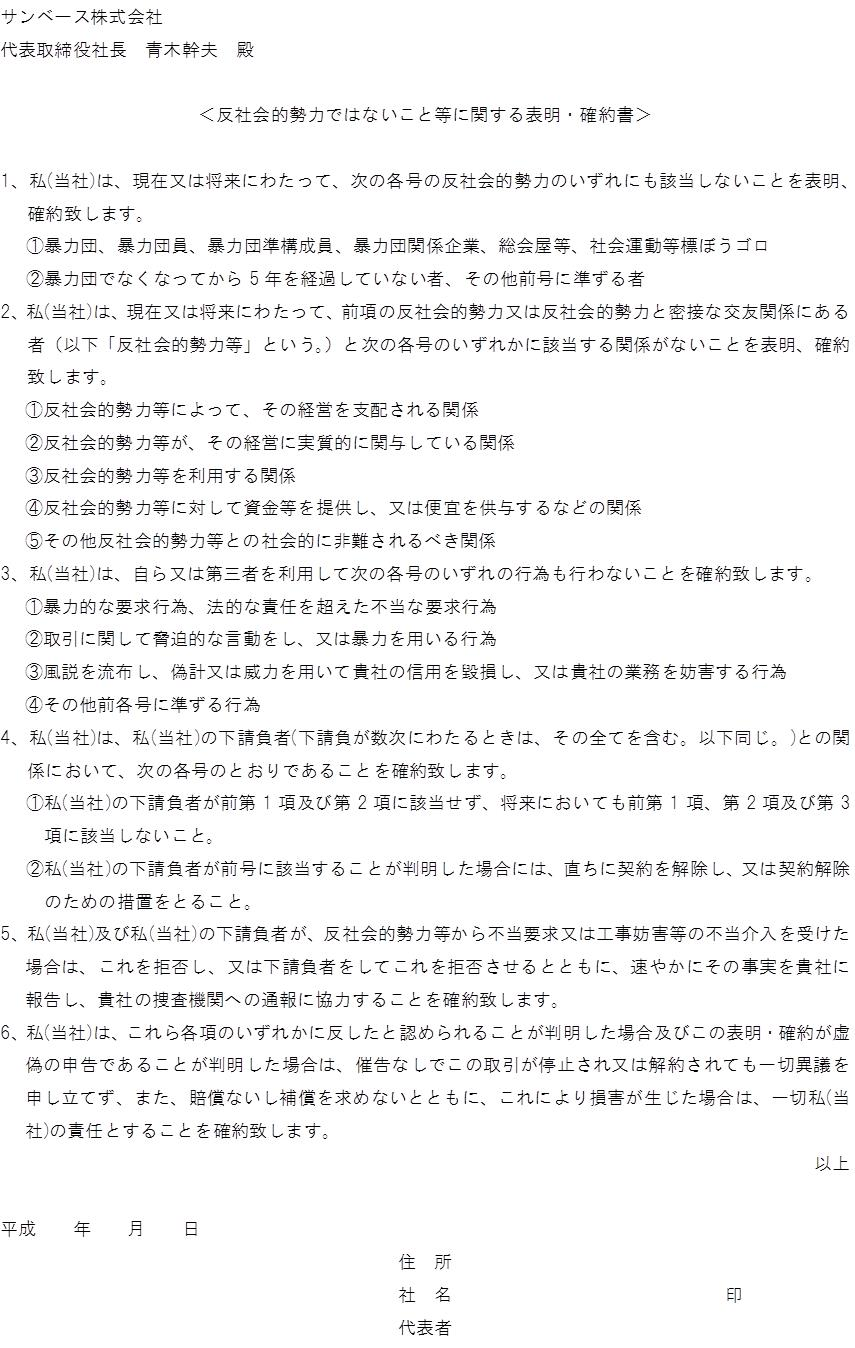 サンベース株式会社
代表取締役社長　青木幹夫　殿
＜反社会的勢力ではないこと等に関する表明・確約書＞
1、私(当社)は、現在又は将来にわたって、次の各号の反社会的勢力のいずれにも該当しないことを表明、
確約致します。
①暴力団、暴力団員、暴力団準構成員、暴力団関係企業、総会屋等、社会運動等標ぼうゴロ
②暴力団でなくなってから 5 年を経過していない者、その他前号に準ずる者
2、私(当社)は、現在又は将来にわたって、前項の反社会的勢力又は反社会的勢力と密接な交友関係にある
者（以下「反社会的勢力等」という。）と次の各号のいずれかに該当する関係がないことを表明、確約
致します。
①反社会的勢力等によって、その経営を支配される関係
②反社会的勢力等が、その経営に実質的に関与している関係
③反社会的勢力等を利用する関係
④反社会的勢力等に対して資金等を提供し、又は便宜を供与するなどの関係
⑤その他反社会的勢力等との社会的に非難されるべき関係
3、私(当社)は、自ら又は第三者を利用して次の各号のいずれの行為も行わないことを確約致します。
①暴力的な要求行為、法的な責任を超えた不当な要求行為
②取引に関して脅迫的な言動をし、又は暴力を用いる行為
③風説を流布し、偽計又は威力を用いて貴社の信用を毀損し、又は貴社の業務を妨害する行為
④その他前各号に準ずる行為
4、私(当社)は、私(当社)の下請負者(下請負が数次にわたるときは、その全てを含む。以下同じ。)との関
係において、次の各号のとおりであることを確約致します。
①私(当社)の下請負者が前第 1 項及び第 2 項に該当せず、将来においても前第 1 項、第 2 項及び第 3
項に該当しないこと。
②私(当社)の下請負者が前号に該当することが判明した場合には、直ちに契約を解除し、又は契約解除
のための措置をとること。
5、私(当社)及び私(当社)の下請負者が、反社会的勢力等から不当要求又は工事妨害等の不当介入を受けた
場合は、これを拒否し、又は下請負者をしてこれを拒否させるとともに、速やかにその事実を貴社に
報告し、貴社の捜査機関への通報に協力することを確約致します。
6、私(当社)は、これら各項のいずれかに反したと認められることが判明した場合及びこの表明・確約が虚
偽の申告であることが判明した場合は、催告なしでこの取引が停止され又は解約されても一切異議を
申し立てず、また、賠償ないし補償を求めないとともに、これにより損害が生じた場合は、一切私(当
社)の責任とすることを確約致します。
以上
平成　　年　　月　　日
住　所
社　名　　　　　　　　　　　　　　　印
代表者